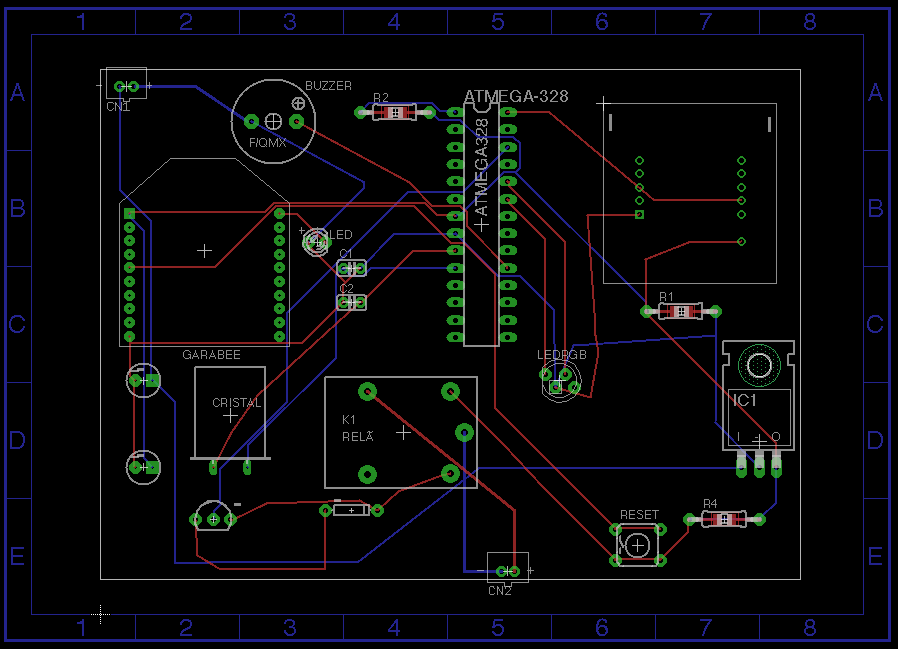 1 2 3 4 5 6 7 8
A A
BUZZER
CN1
R2
ATMEGA-328
F/QMX
ATMEGA328
B B
LED
C1
C2
R1
C C
GARABEE
LEDRGB
CRISTAL
IC1
K1
RELÃ
I O
D D
R4
RESET
E E
CN2
1 2 3 4 5 6 7 8